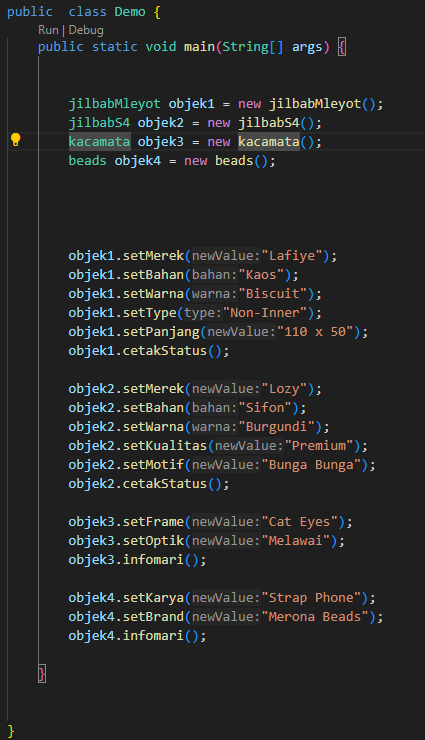 public  class Demo {
Run | Debug
public static void main(String[] args) {
jilbabMleyot objek1 = new jilbabMleyot();
jilbabS4 objek2 = new jilbabS4();
kacamata objek3 = new kacamata();
beads objek4 = new beads();
objek1.setMerek(newValue:"Lafiye");
objek1.setBahan(bahan:"Kaos");
objek1.setWarna(warna:"Biscuit");
objek1.setType(type:"Non-Inner");
objek1.setPanjang(newValue:"110 x 50");
objek1.cetakStatus();
objek2.setMerek(newValue:"Lozy");
objek2.setBahan(bahan:"Sifon");
objek2.setWarna(warna:"Burgundi");
objek2.setKualitas(newValue:"Premium");
objek2.setMotif(newValue:"Bunga Bunga");
objek2.cetakStatus();
objek3.setFrame(newValue:"Cat Eyes");
objek3.setOptik(newValue:"Melawai");
objek3.infomari();
objek4.setKarya(newValue:"Strap Phone");
objek4.setBrand(newValue:"Merona Beads");
objek4.infomari();
}
}